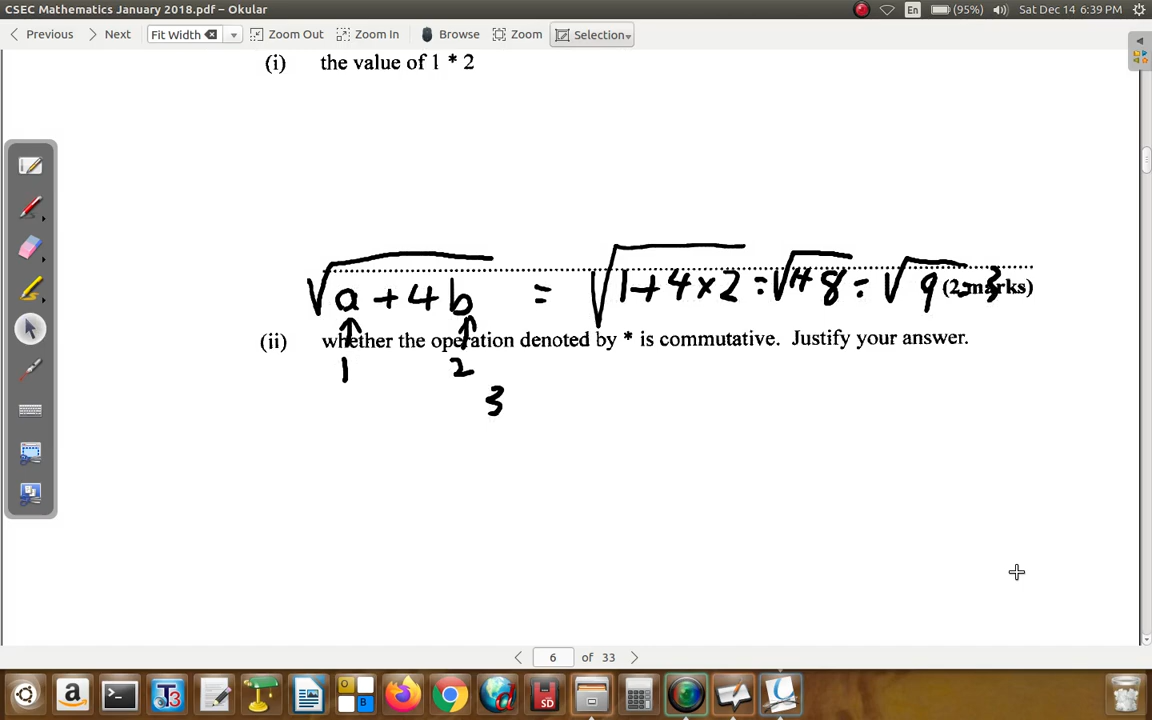 CSEC Mathematics January 2018.pdf – Okular
En (95%) Sat Dec 14 6:39 PM
Previous Next Fit Width Zoom Out Zoom In Browse Zoom Selection
(i) the value of 1 * 2
√a + 4b = √1+4×2 = √1+8 = √9 = 3
(2 marks)
(ii) whether the operation denoted by * is commutative. Justify your answer.
1 2
3
6 of 33
SD